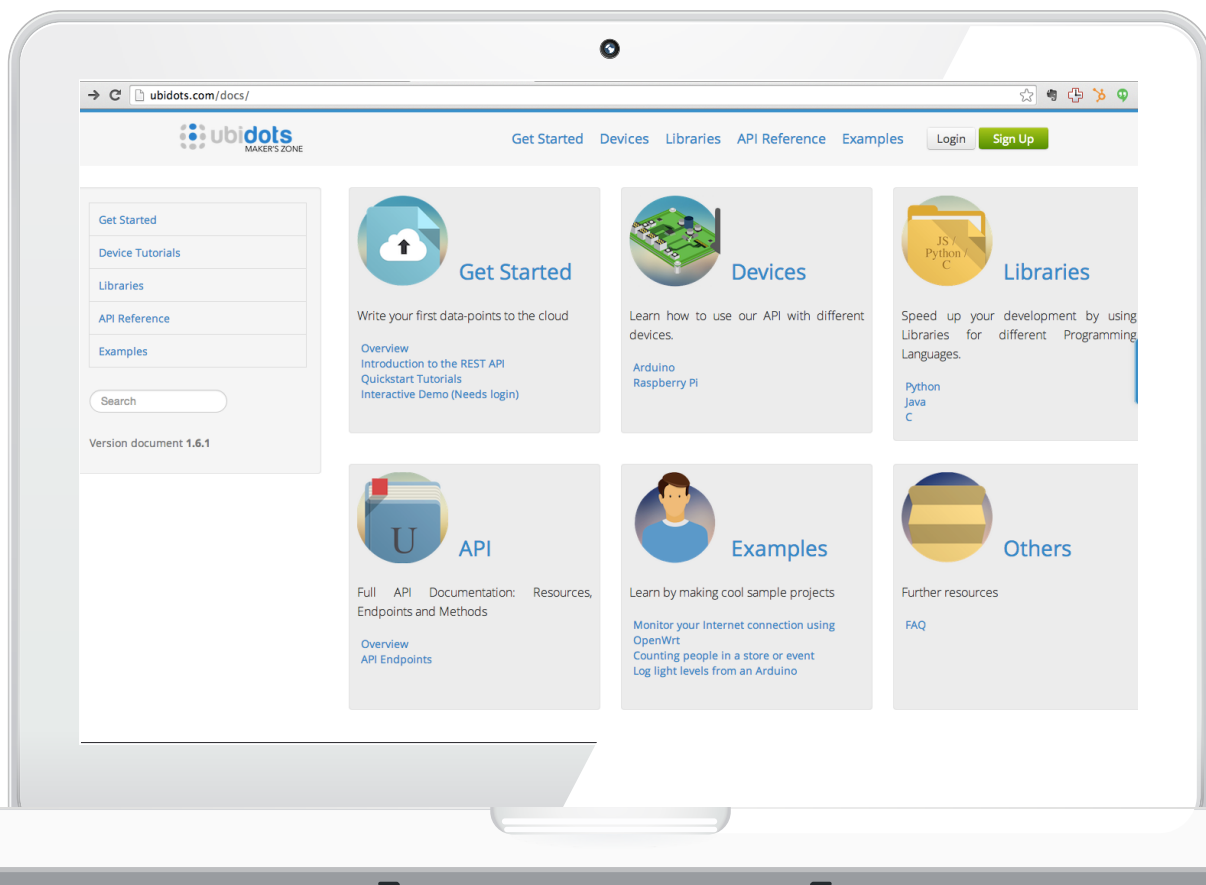 ubidots.com/docs/
ubidots
MAKER'S ZONE
Get Started Devices Libraries API Reference Examples Login Sign Up
Get Started
Device Tutorials
Libraries
API Reference
Examples
Search
Version document 1.6.1
Get Started
Write your first data-points to the cloud
Overview
Introduction to the REST API
Quickstart Tutorials
Interactive Demo (Needs login)
Devices
Learn how to use our API with different
devices.
Arduino
Raspberry Pi
JS /
Python /
C
Libraries
Speed up your development by using
Libraries for different Programming
Languages.
Python
Java
C
U
API
Full API Documentation: Resources,
Endpoints and Methods
Overview
API Endpoints
Examples
Learn by making cool sample projects
Monitor your Internet connection using
OpenWrt
Counting people in a store or event
Log light levels from an Arduino
Others
Further resources
FAQ